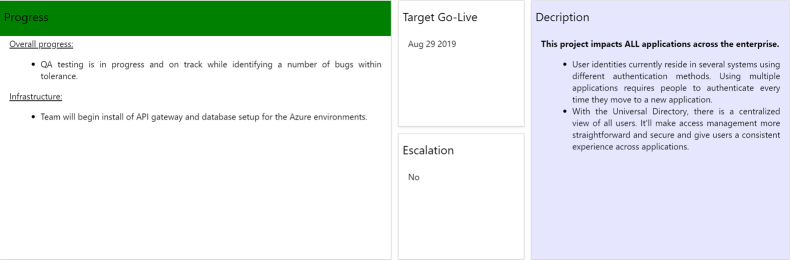 Progress
Overall progress:
• QA testing is in progress and on track while identifying a number of bugs within
tolerance.
Infrastructure:
• Team will begin install of API gateway and database setup for the Azure environments.
Target Go-Live
Aug 29 2019
Escalation
No
Decription
This project impacts ALL applications across the enterprise.
• User identities currently reside in several systems using
different authentication methods. Using multiple
applications requires people to authenticate every
time they move to a new application.
• With the Universal Directory, there is a centralized
view of all users. It'll make access management more
straightforward and secure and give users a consistent
experience across applications.